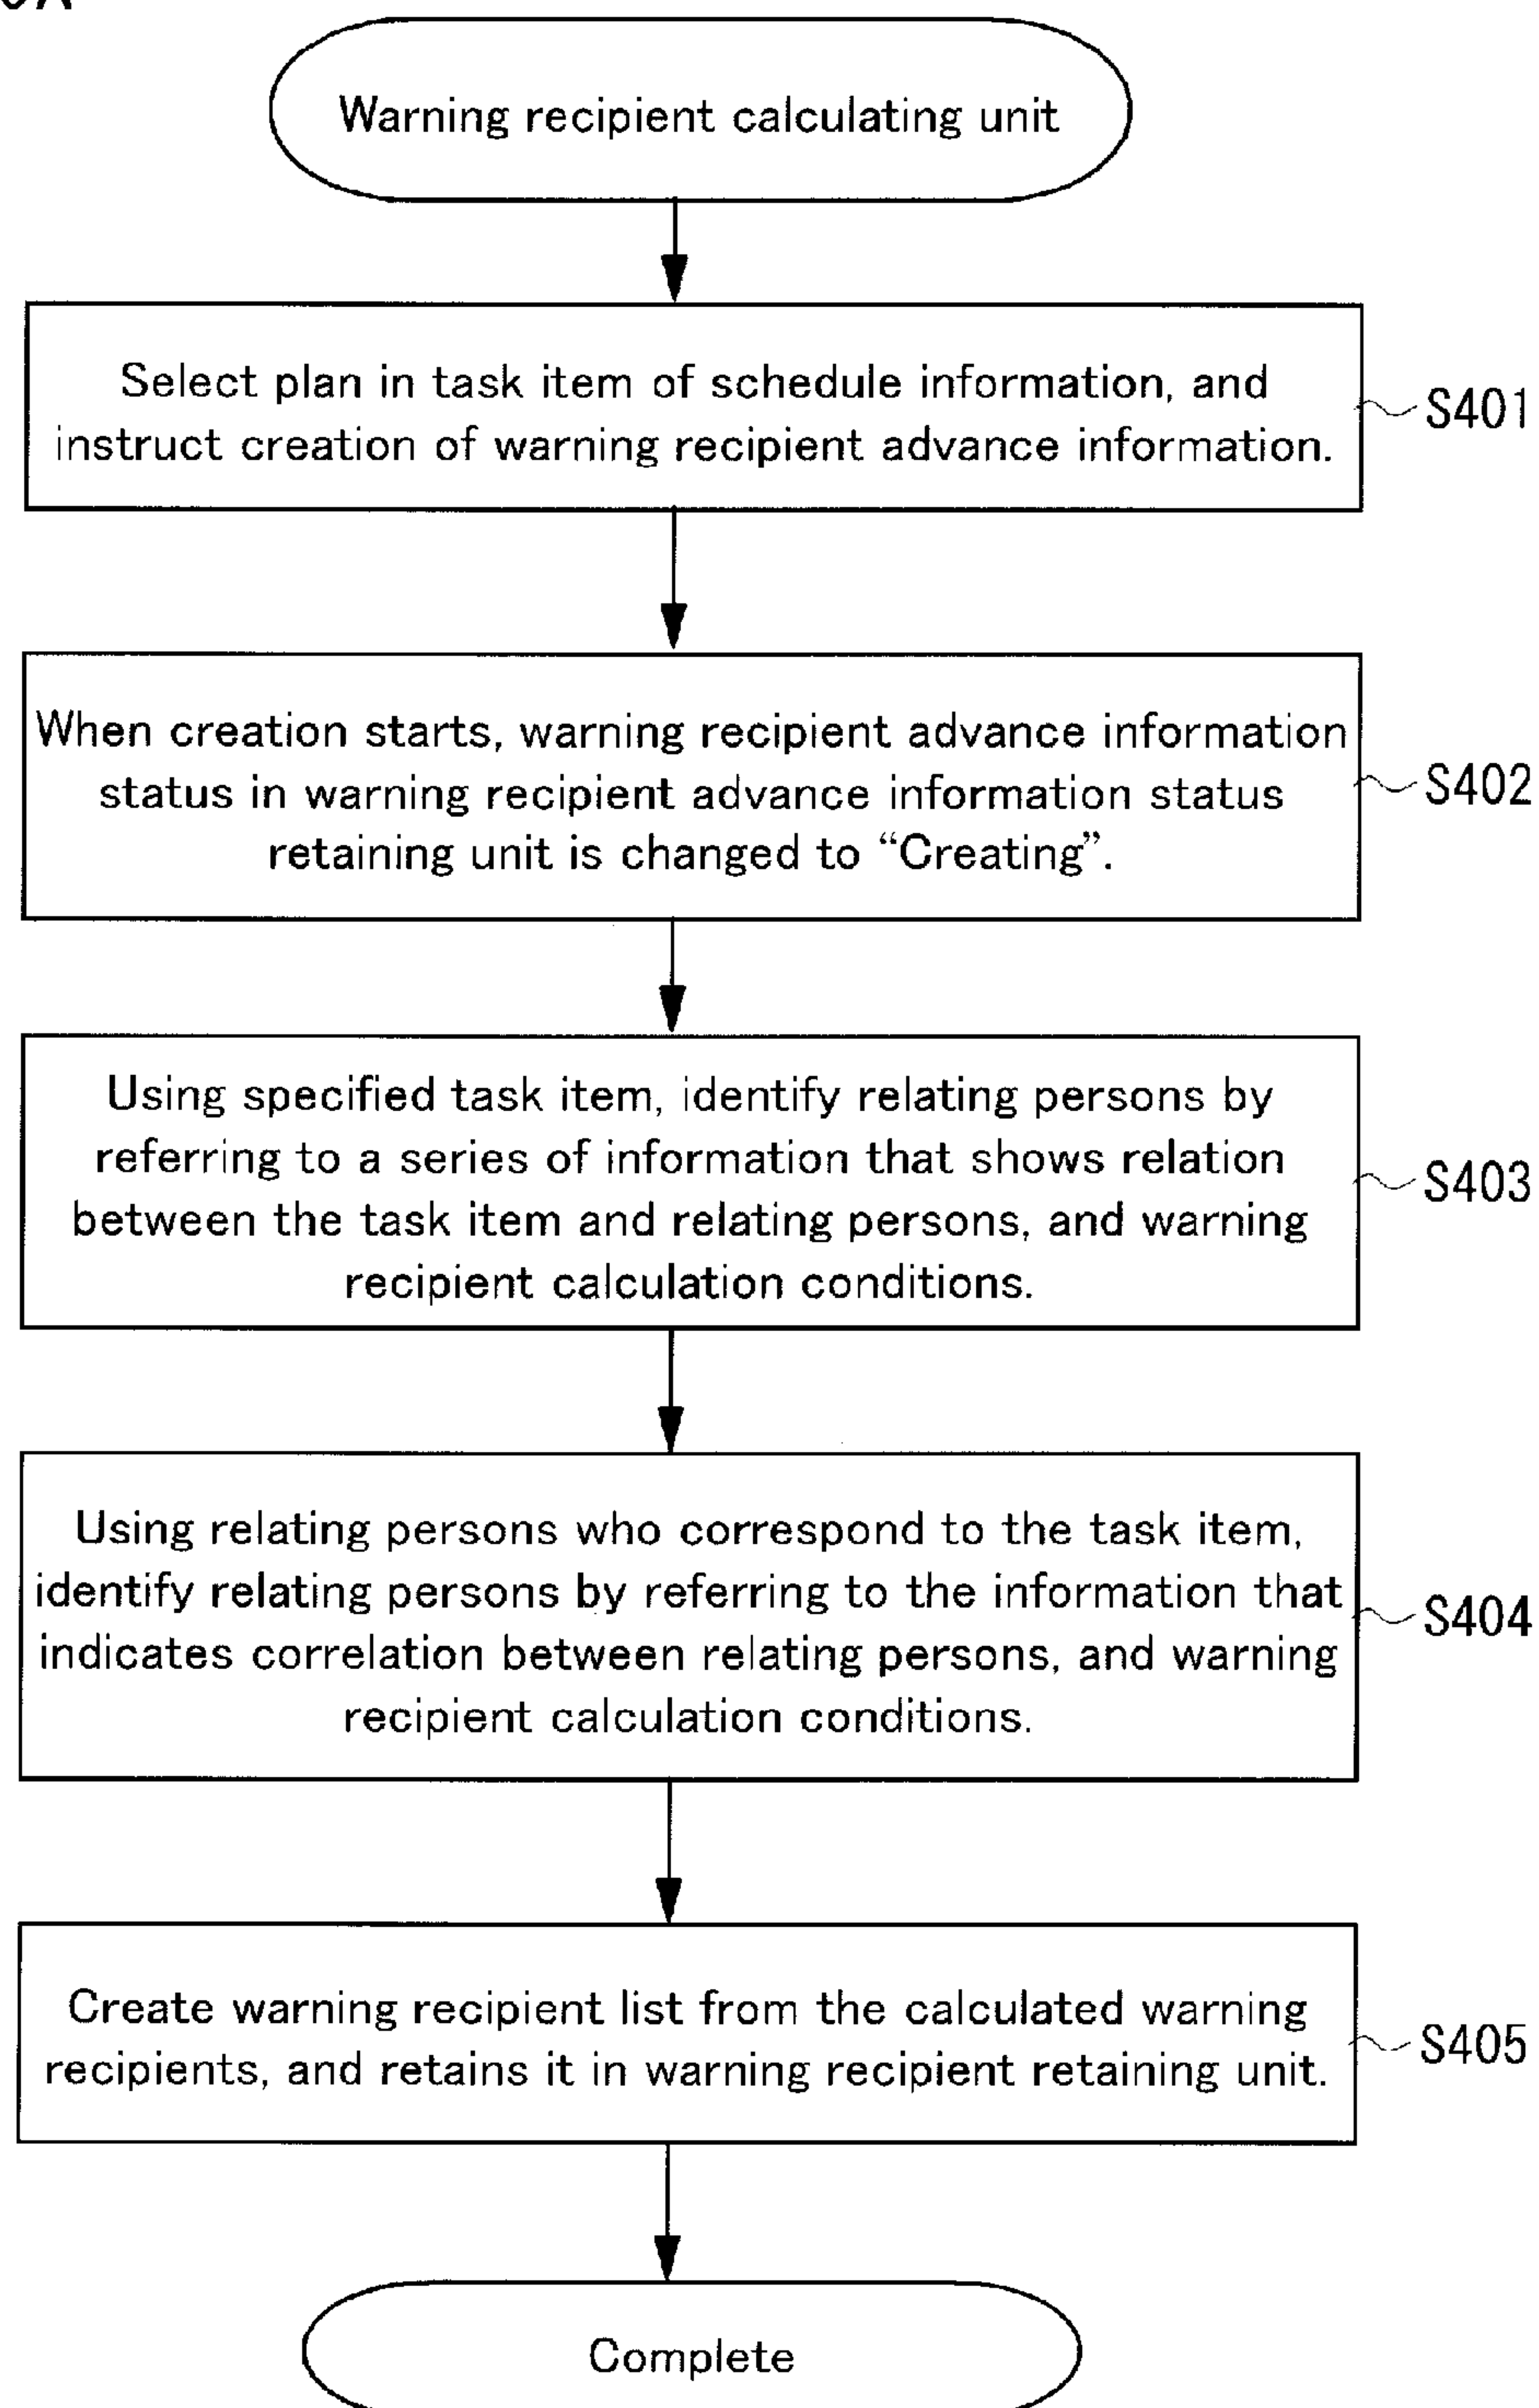 Warning recipient calculating unit
Select plan in task item of schedule information, and
instruct creation of warning recipient advance information.
S401
When creation starts, warning recipient advance information
status in warning recipient advance information status
retaining unit is changed to “Creating”.
S402
Using specified task item, identify relating persons by
referring to a series of information that shows relation
between the task item and relating persons, and warning
recipient calculation conditions.
S403
Using relating persons who correspond to the task item,
identify relating persons by referring to the information that
indicates correlation between relating persons, and warning
recipient calculation conditions.
S404
Create warning recipient list from the calculated warning
recipients, and retains it in warning recipient retaining unit.
S405
Complete